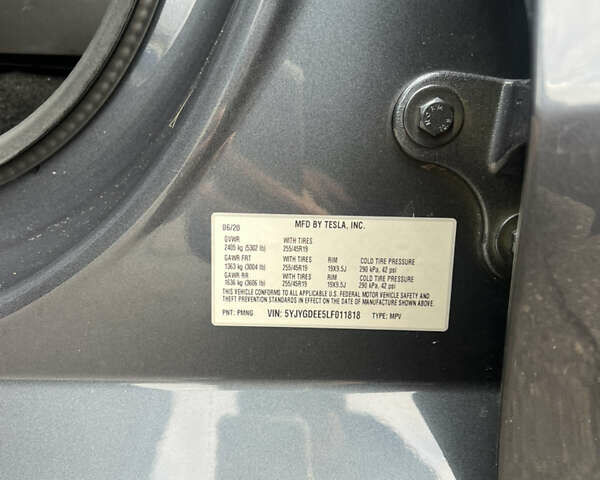 06/20 MFD BY TESLA, INC.
GVWR WITH TIRES
2405 kg (5302 lb) 255/45R19
GAWR FRT WITH TIRES RIM COLD TIRE PRESSURE
1363 kg (3004 lb) 255/45R19 19X9.5J 290 kPa, 42 psi
GAWR RR WITH TIRES RIM COLD TIRE PRESSURE
1636 kg (3606 lb) 255/45R19 19X9.5J 290 kPa, 42 psi
THIS VEHICLE CONFORMS TO ALL APPLICABLE U.S. FEDERAL MOTOR VEHICLE SAFETY AND
THEFT PREVENTION STANDARDS IN EFFECT ON THE DATE OF MANUFACTURE SHOWN ABOVE.
PNT: PMNG VIN: 5YJYGDEE5LF011818 TYPE: MPV